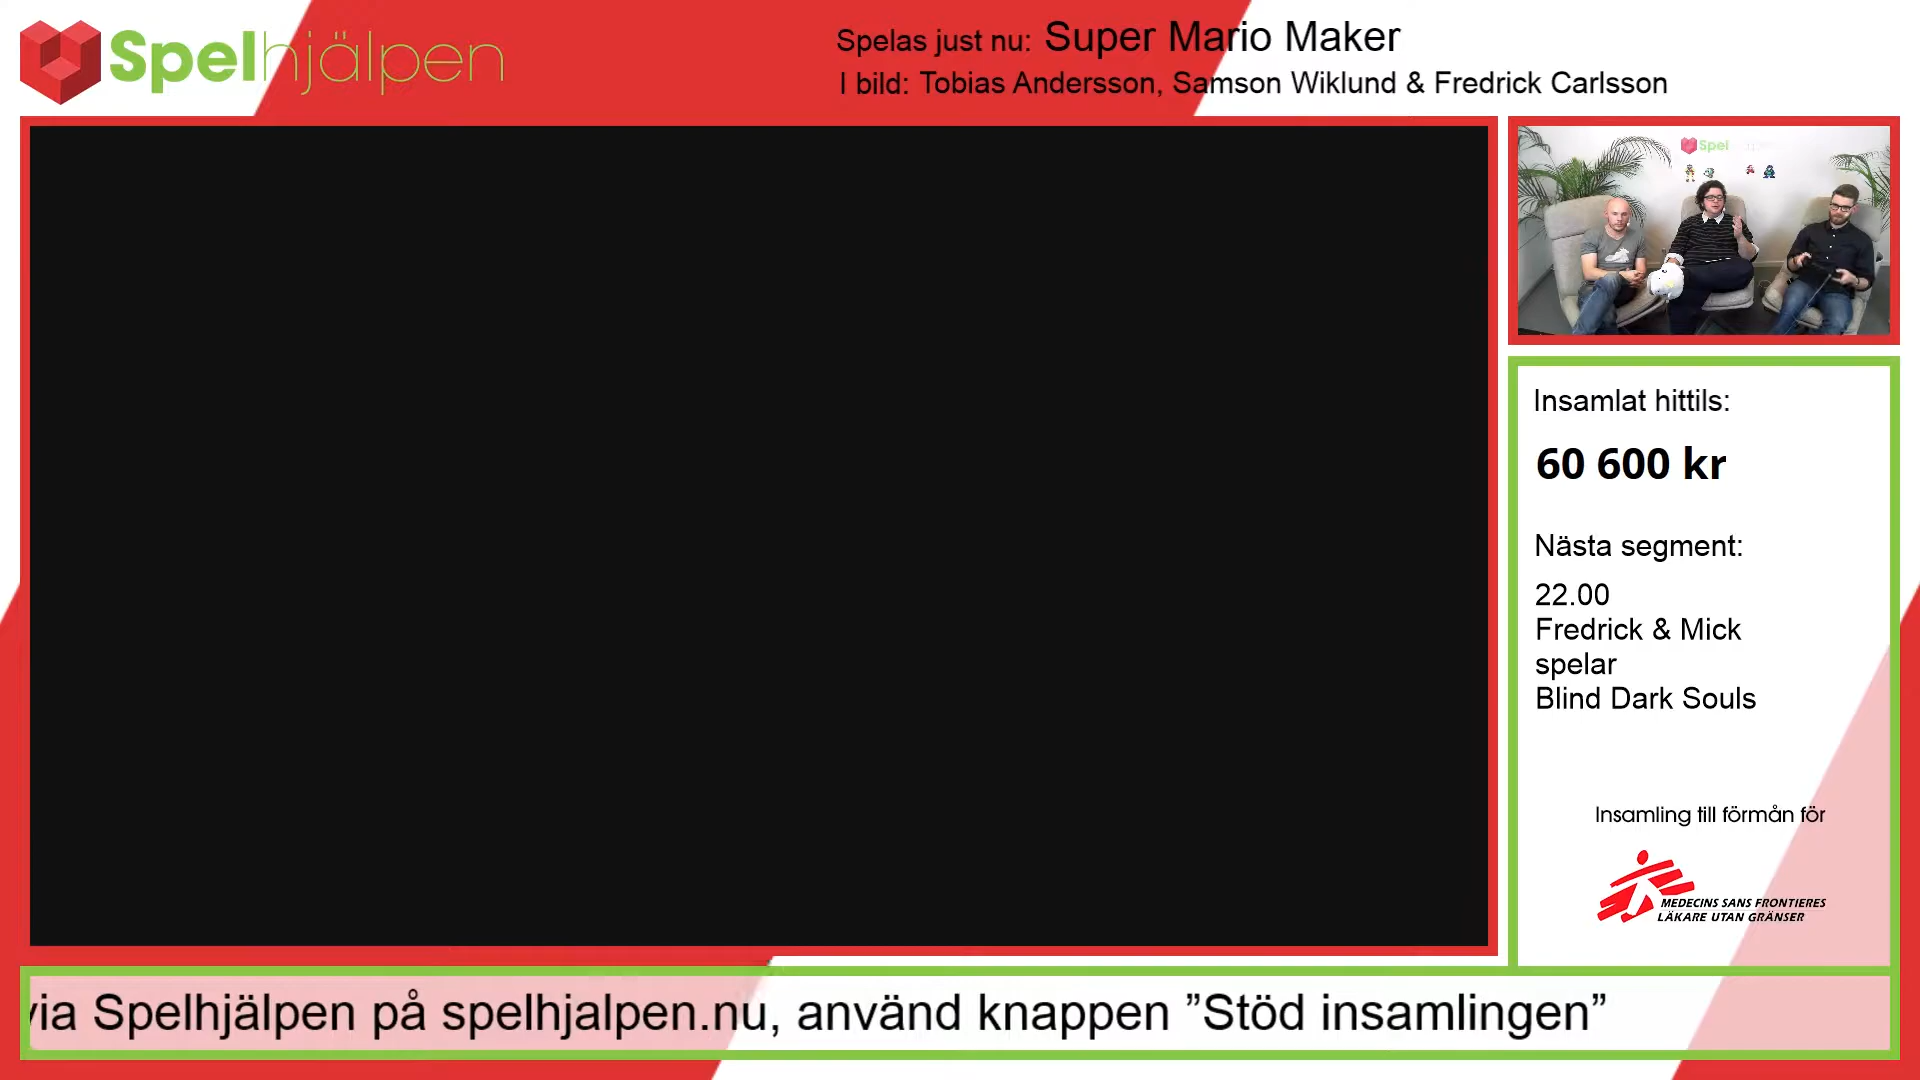 Spelhjälpen
Spelas just nu: Super Mario Maker
I bild: Tobias Andersson, Samson Wiklund & Fredrick Carlsson
Spel
Insamlat hittils:
60 600 kr
Nästa segment:
22.00
Fredrick & Mick
spelar
Blind Dark Souls
Insamling till förmån för
MEDECINS SANS FRONTIERES
LÄKARE UTAN GRÄNSER
via Spelhjälpen på spelhjalpen.nu, använd knappen ”Stöd insamlingen”